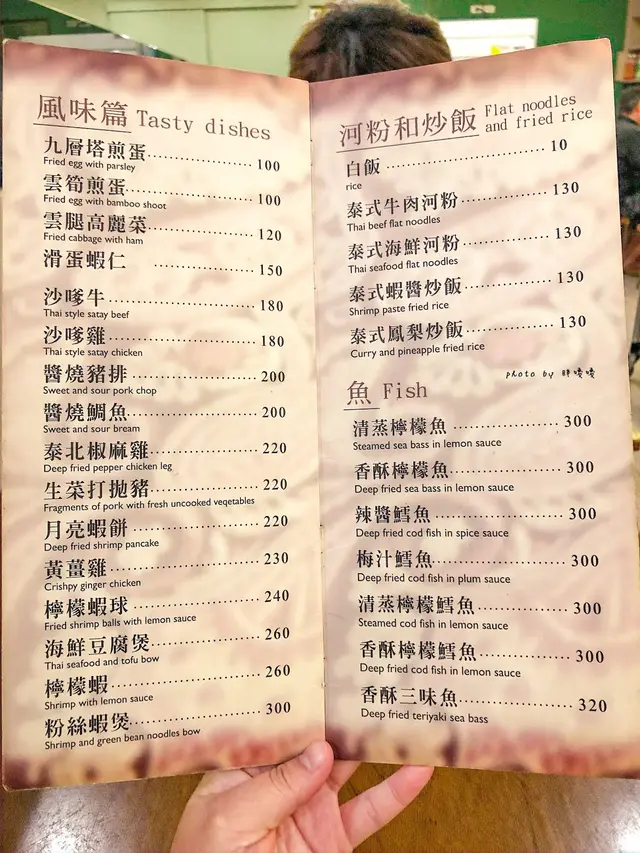 風味篇 Tasty dishes
九層塔煎蛋 100
Fried egg with parsley
雲筍煎蛋 100
Fried egg with bamboo shoot
雲腿高麗菜 120
Fried cabbage with ham
滑蛋蝦仁 150
沙嗲牛 180
Thai style satay beef
沙嗲雞 180
Thai style satay chicken
醬燒豬排 200
Sweet and sour pork chop
醬燒鯛魚 200
Sweet and sour bream
泰北椒麻雞 220
Deep fried pepper chicken leg
生菜打拋豬 220
Fragments of pork with fresh uncooked veqetables
月亮蝦餅 220
Deep fried shrimp pancake
黃薑雞 230
Crishpy ginger chicken
檸檬蝦球 240
Fried shrimp balls with lemon sauce
海鮮豆腐煲 260
Thai seafood and tofu bow
檸檬蝦 260
Shrimp with lemon sauce
粉絲蝦煲 300
Shrimp and green bean noodles bow
河粉和炒飯 Flat noodles and fried rice
白飯 10
rice
泰式牛肉河粉 130
Thai beef flat noodles
泰式海鮮河粉 130
Thai seafood flat noodles
泰式蝦醬炒飯 130
Shrimp paste fried rice
泰式鳳梨炒飯 130
Curry and pineapple fried rice
photo by 胖嘍嘍
魚 Fish
清蒸檸檬魚 300
Steamed sea bass in lemon sauce
香酥檸檬魚 300
Deep fried sea bass in lemon sauce
辣醬鱈魚 300
Deep fried cod fish in spice sauce
梅汁鱈魚 300
Deep fried cod fish in plum sauce
清蒸檸檬鱈魚 300
Steamed cod fish in lemon sauce
香酥檸檬鱈魚 300
Deep fried cod fish in lemon sauce
香酥三味魚 320
Deep fried teriyaki sea bass